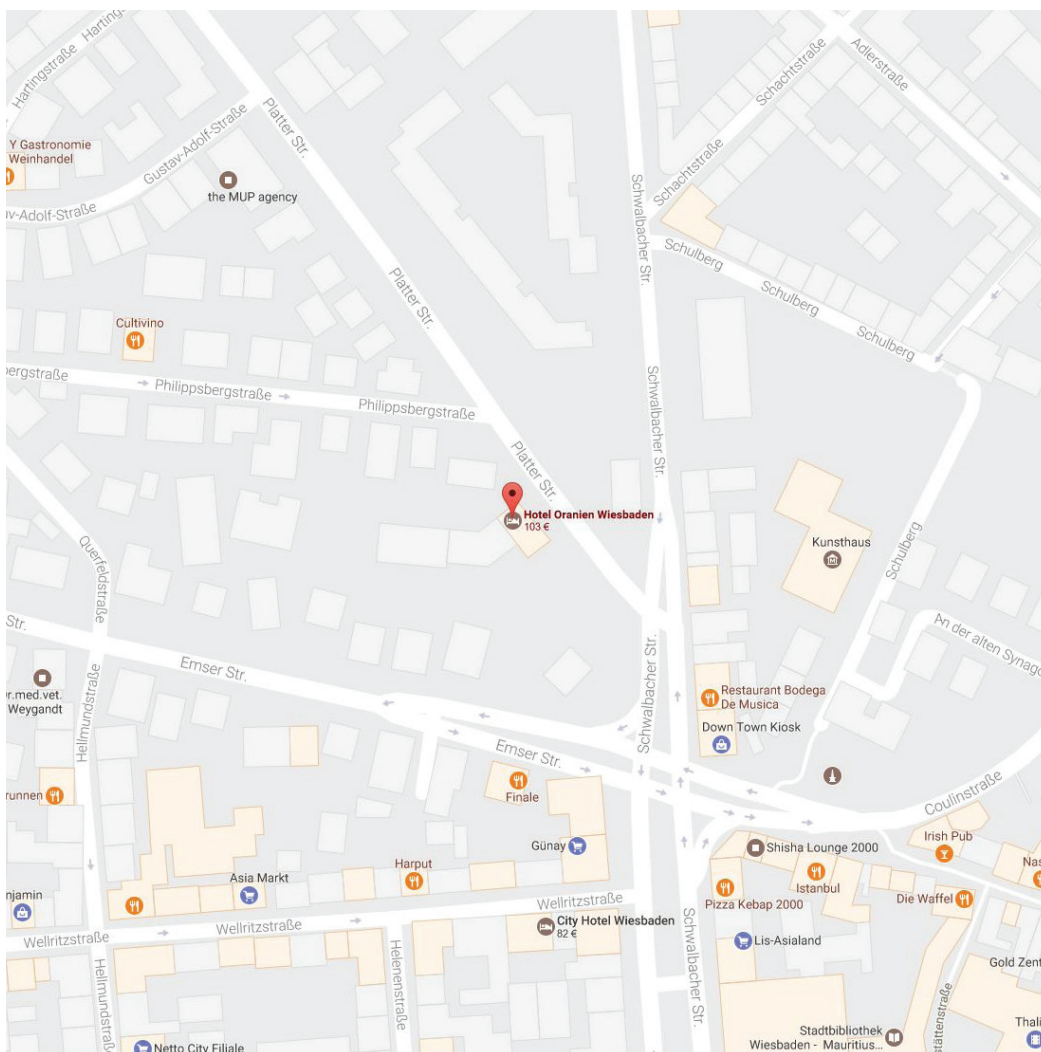 Hartingstraße
Harting
Adlerstraße
Schachtstraße
Platter Str.
Y Gastronomie
Weinhandel
Gustav-Adolf-Straße
the MUP agency
Schachtstraße
av-Adolf-Straße
Schwalbacher Str.
Schulberg
Schulberg
Platter Str.
Cultivino
Schulberg
bergstraße
Philippsbergstraße
Philippsbergstraße
Schwalbacher Str.
Platter Str.
Hotel Oranien Wiesbaden
103 €
Kunsthaus
Schulberg
Querfeldstraße
Str.
An der alten Synago
Emser Str.
r.med.vet.
Weygandt
Hellmundstraße
Schwalbacher Str.
Restaurant Bodega
De Musica
Down Town Kiosk
Emser Str.
runnen
Finale
Coulinstraße
Irish Pub
Günay
Shisha Lounge 2000
Nas
Harput
Asia Markt
Istanbul
njamin
Pizza Kebap 2000
Die Waffel
Wellritzstraße
Wellritzstraße
Wellritzstraße
City Hotel Wiesbaden
82 €
Lis-Asialand
Schwalbacher Str.
Gold Zent
Hellmundstraß
Helenenstraße
stättenstraße
Thali
Stadtbibliothek
Wiesbaden - Mauritius...
Netto City Filiale